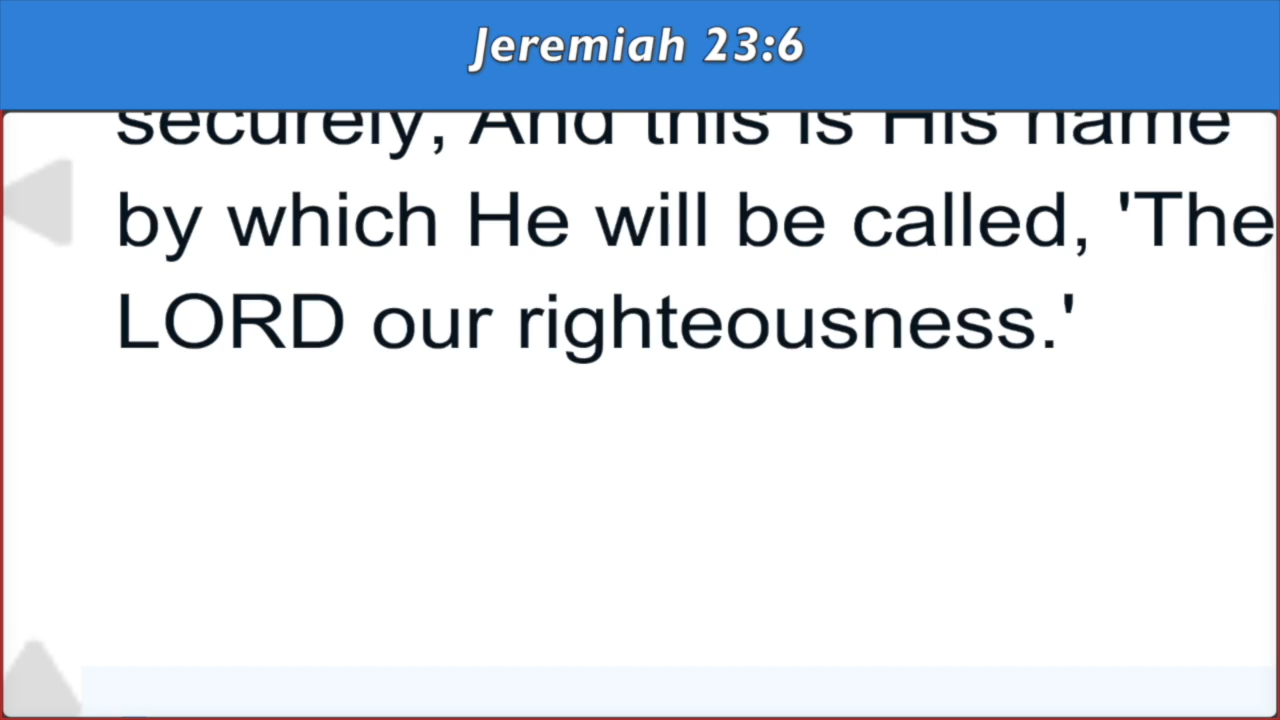 Jeremiah 23:6
securely, And this is His name
by which He will be called, 'The
LORD our righteousness.'